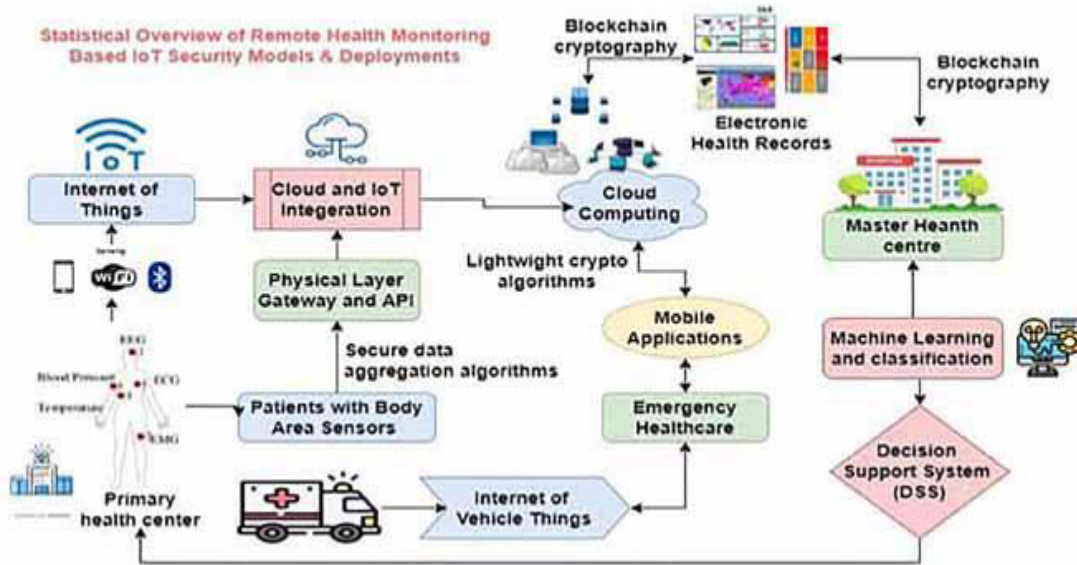 Statistical Overview of Remote Health Monitoring
Based IoT Security Models & Deployments
Blockchain
cryptography
Blockchain
cryptography
Electronic
Health Records
IoT
Internet of
Things
Cloud and IoT
Integeration
Cloud
Computing
Master Heanth
centre
WiFi
Physical Layer
Gateway and API
Lightwight crypto
algorithms
Mobile
Applications
Machine Learning
and classification
EEG
Secure data
aggregation algorithms
Blood Pressure
ECG
Temperature
Patients with Body
Area Sensors
Emergency
Healthcare
EMG
Decision
Support System
(DSS)
Primary
health center
Internet of
Vehicle Things